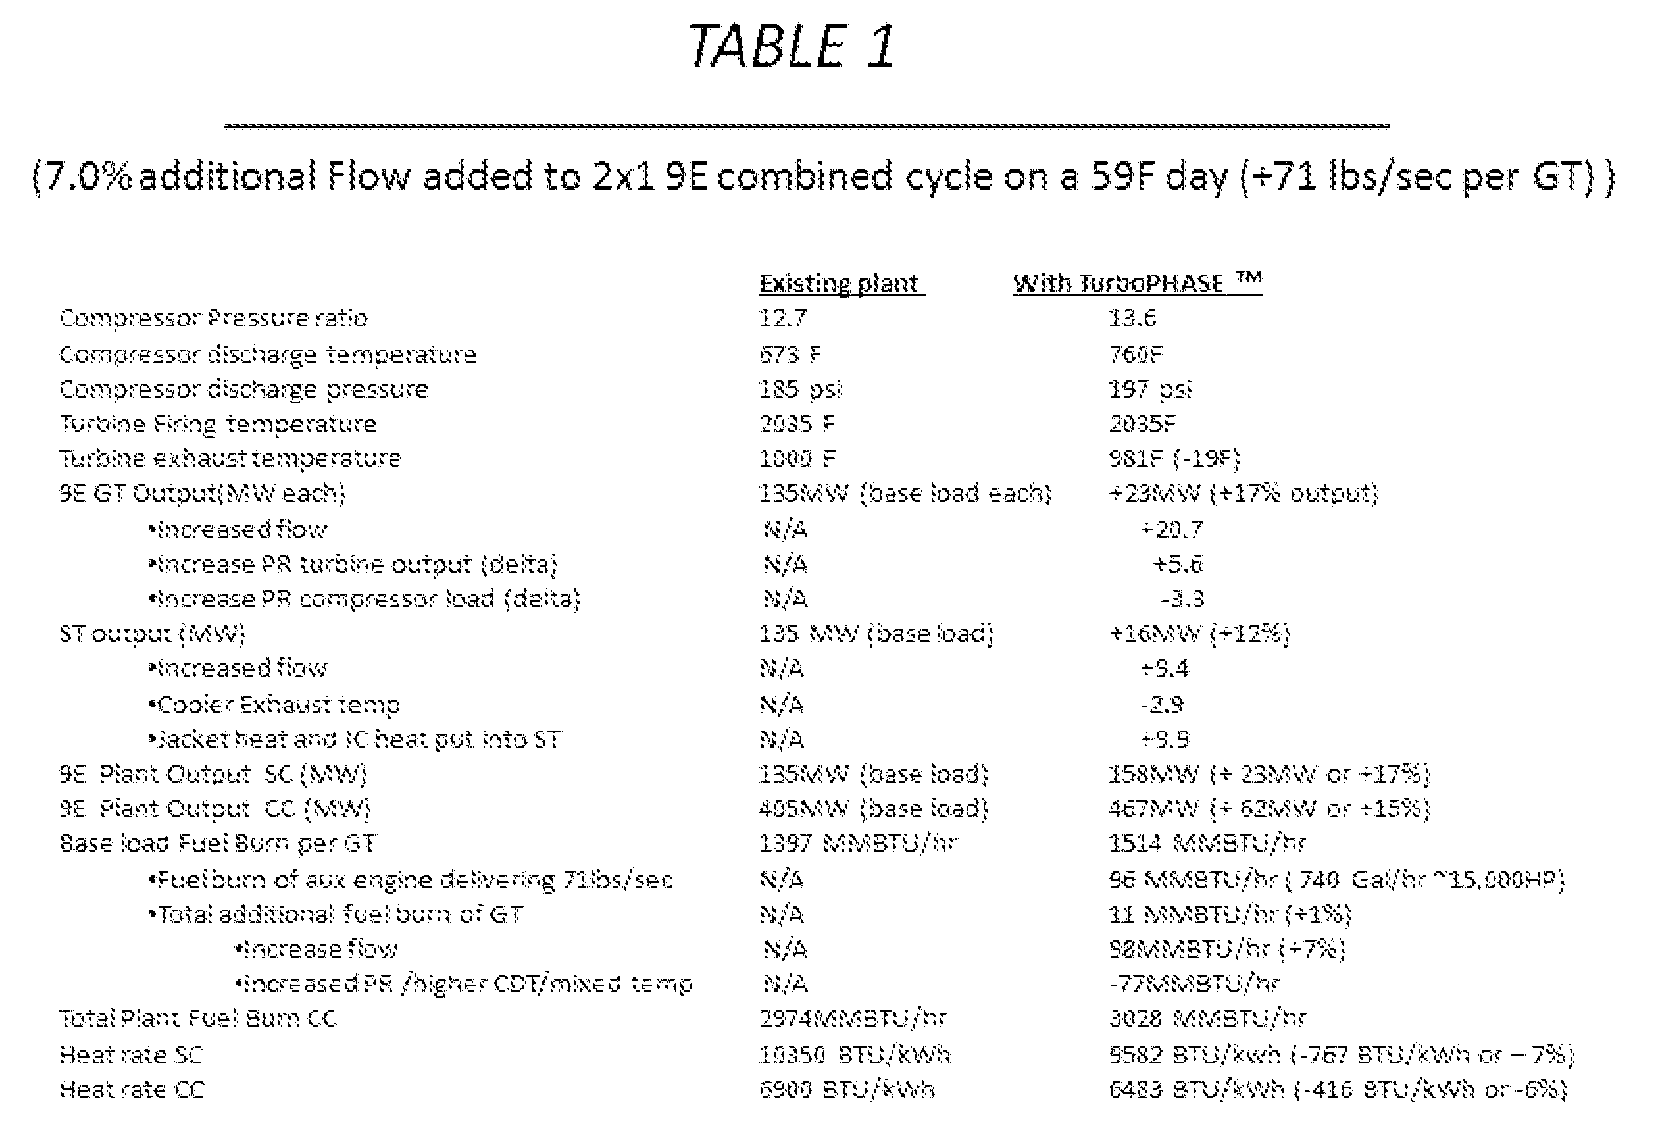 TABLE 1
(7.0% additional Flow added to 2x1 9E combined cycle on a 59F day (+71 lbs/sec per GT) )
Existing plant With TurboPHASE ™
Compressor Pressure ratio 12.7 13.6
Compressor discharge temperature 673 F 760F
Compressor discharge pressure 185 psi 197 psi
Turbine Firing temperature 2035 F 2035F
Turbine exhaust temperature 1000 F 981F (-19F)
9E GT Output(MW each) 135MW (base load each) +23MW (+17% output)
•Increased flow N/A +20.7
•Increase PR turbine output (delta) N/A +5.6
•Increase PR compressor load (delta) N/A -3.3
ST output (MW) 135 MW (base load) +16MW (+12%)
•Increased flow N/A +9.4
•Cooler Exhaust temp N/A -2.9
•Jacket heat and IC heat put into ST N/A +9.9
9E Plant Output SC (MW) 135MW (base load) 158MW (+ 23MW or +17%)
9E Plant Output CC (MW) 405MW (base load) 467MW (+ 62MW or +15%)
Base load Fuel Burn per GT 1397 MMBTU/hr 1514 MMBTU/hr
•Fuel burn of aux engine delivering 71lbs/sec N/A 96 MMBTU/hr ( 740 Gal/hr ~15,000HP)
•Total additional fuel burn of GT N/A 11 MMBTU/hr (+1%)
•Increase flow N/A 98MMBTU/hr (+7%)
•Increased PR /higher CDT/mixed temp N/A -77MMBTU/hr
Total Plant Fuel Burn CC 2974MMBTU/hr 3028 MMBTU/hr
Heat rate SC 10350 BTU/kWh 9582 BTU/kwh (-767 BTU/kWh or – 7%)
Heat rate CC 6900 BTU/kWh 6483 BTU/kWh (-416 BTU/kWh or -6%)